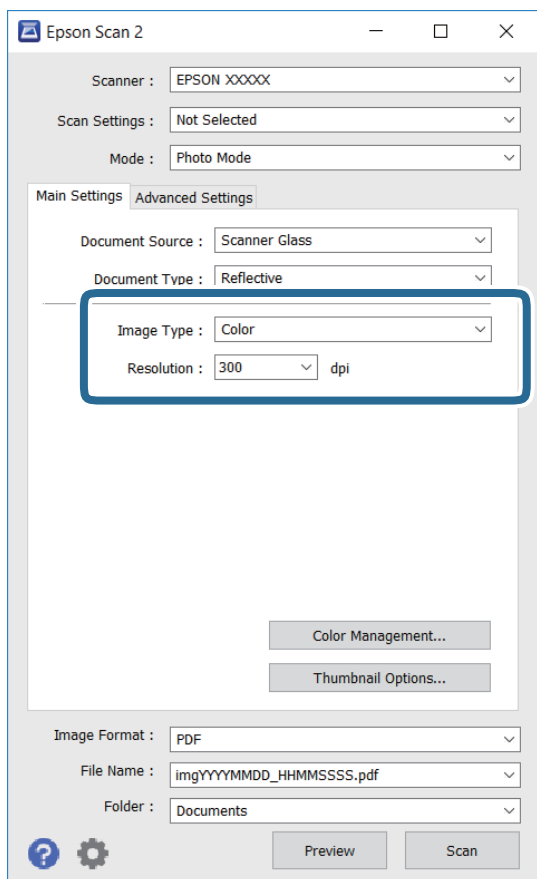 Epson Scan 2
Scanner : EPSON XXXXX
Scan Settings : Not Selected
Mode : Photo Mode
Main Settings Advanced Settings
Document Source : Scanner Glass
Document Type : Reflective
Image Type : Color
Resolution : 300 dpi
Color Management...
Thumbnail Options...
Image Format : PDF
File Name : imgYYYYMMDD_HHMMSSSS.pdf
Folder : Documents
? Preview Scan